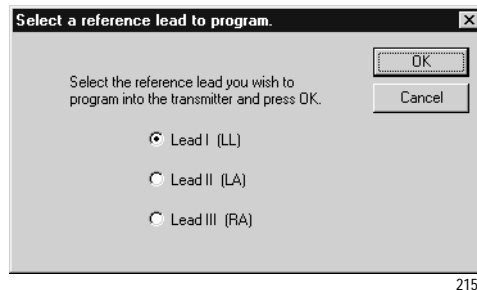 Select a reference lead to program.
Select the reference lead you wish to
program into the transmitter and press OK.
OK
Cancel
Lead I (LL)
Lead II (LA)
Lead III (RA)
215